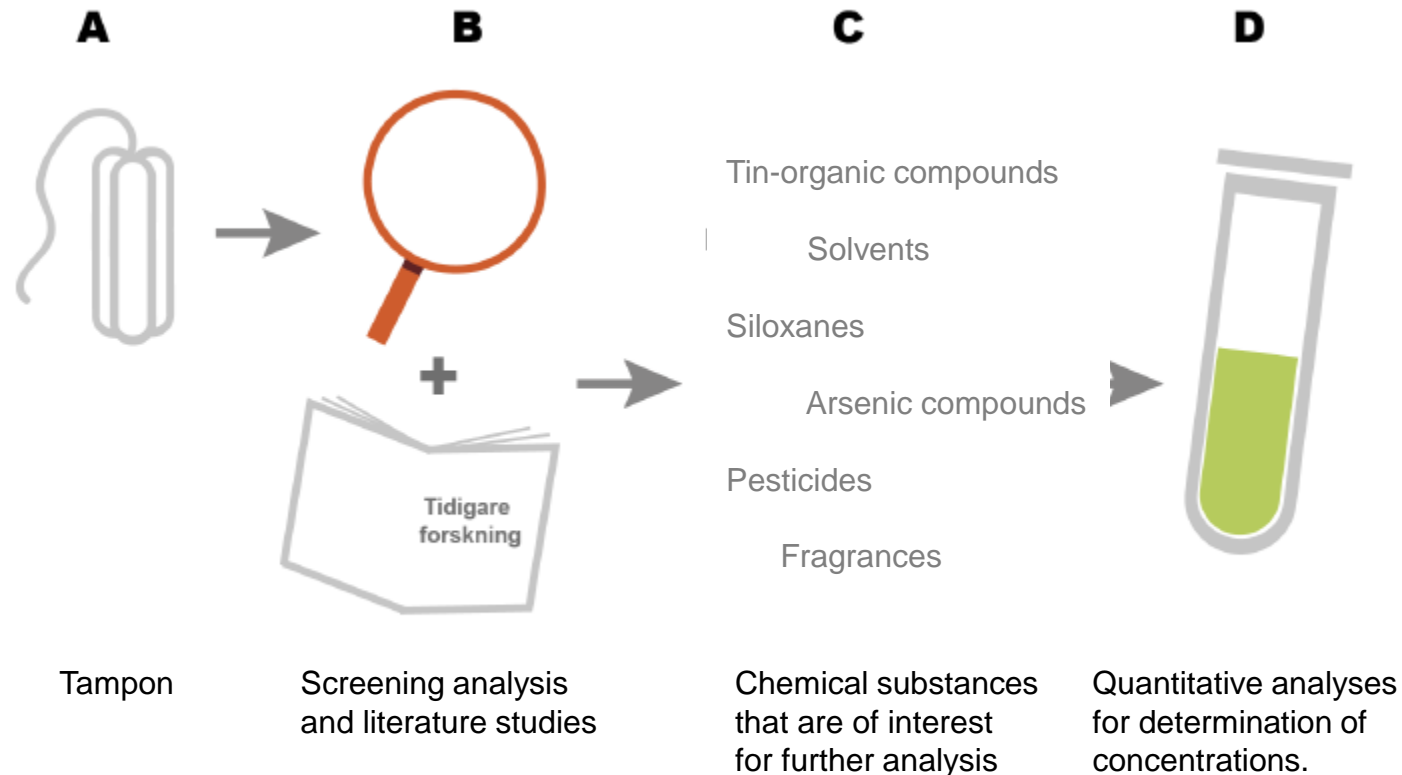 A
B
C
D
Tin-organic compounds
Solvents
Siloxanes
Arsenic compounds
Pesticides
Fragrances
+
Tidigare
forskning
Tampon
Screening analysis
and literature studies
Chemical substances
that are of interest
for further analysis
Quantitative analyses
for determination of
concentrations.